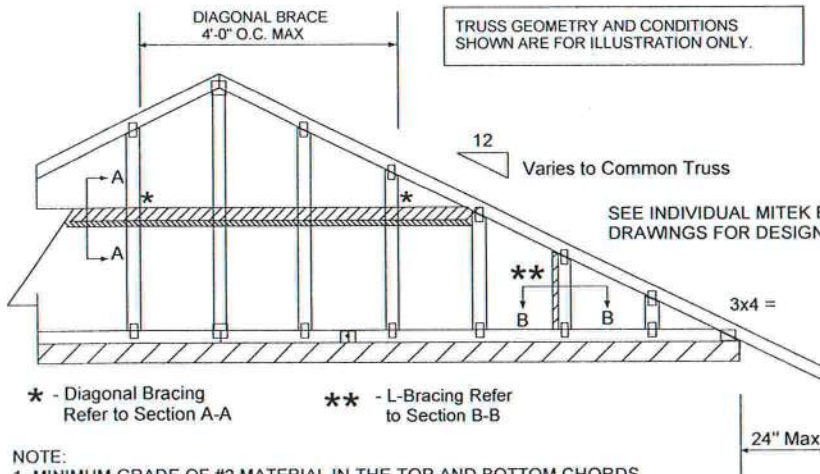 DIAGONAL BRACE
4'-0" O.C. MAX
TRUSS GEOMETRY AND CONDITIONS
SHOWN ARE FOR ILLUSTRATION ONLY.
12
Varies to Common Truss
A
*
*
A
SEE INDIVIDUAL MITEK
DRAWINGS FOR DESIGN
**
B
B
3x4 =
* - Diagonal Bracing
Refer to Section A-A
** - L-Bracing Refer
to Section B-B
24" Max
NOTE:
1. MINIMUM GRADE OF #2 MATERIAL IN THE TOP AND BOTTOM CHORDS